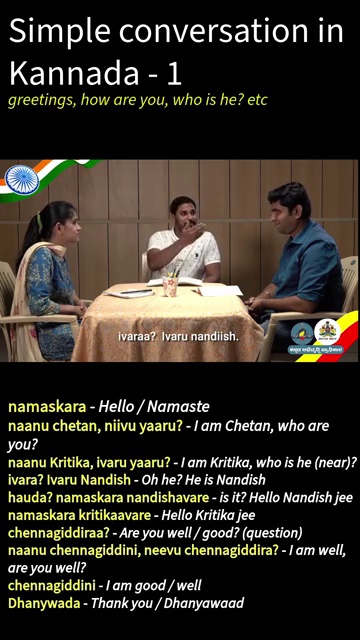 Simple conversation in
Kannada - 1
greetings, how are you, who is he? etc
ivaraa? Ivaru nandiish.
namaskara - Hello / Namaste
naanu chetan, niivu yaaru? - I am Chetan, who are
you?
naanu Kritika, ivaru yaaru? - I am Kritika, who is he (near)?
ivara? Ivaru Nandish - Oh he? He is Nandish
hauda? namaskara nandishavare - is it? Hello Nandish jee
namaskara kritikaavare - Hello Kritika jee
chennagiddiraa? - Are you well / good? (question)
naanu chennagiddini, neevu chennagiddira? - I am well,
are you well?
chennagiddini - I am good / well
Dhanywada - Thank you / Dhanyawaad